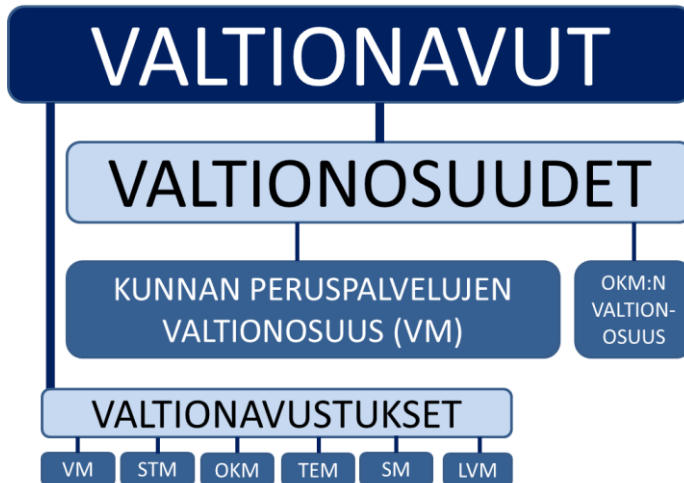 VALTIONAVUT
VALTIONOSUUDET
KUNNAN PERUSPALVELUJEN
VALTIONOSUUS (VM)
OKM:N
VALTION-
OSUUS
VALTIONAVUSTUKSET
VM STM OKM TEM SM LVM